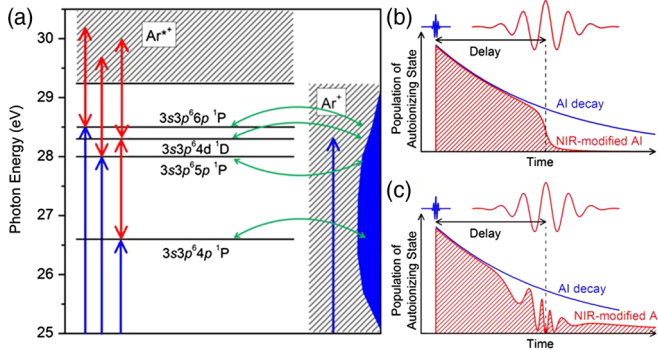 (a)
30
29
28
27
26
25
Photon Energy (eV)
Ar*⁺
Ar⁺
3s3p⁶6p ¹P
3s3p⁶4d ¹D
3s3p⁶5p ¹P
3s3p⁶4p ¹P
(b)
Delay
Population of
Autoionizing State
AI decay
NIR-modified AI
Time
(c)
Delay
Population of
Autoionizing State
AI decay
NIR-modified A
Time